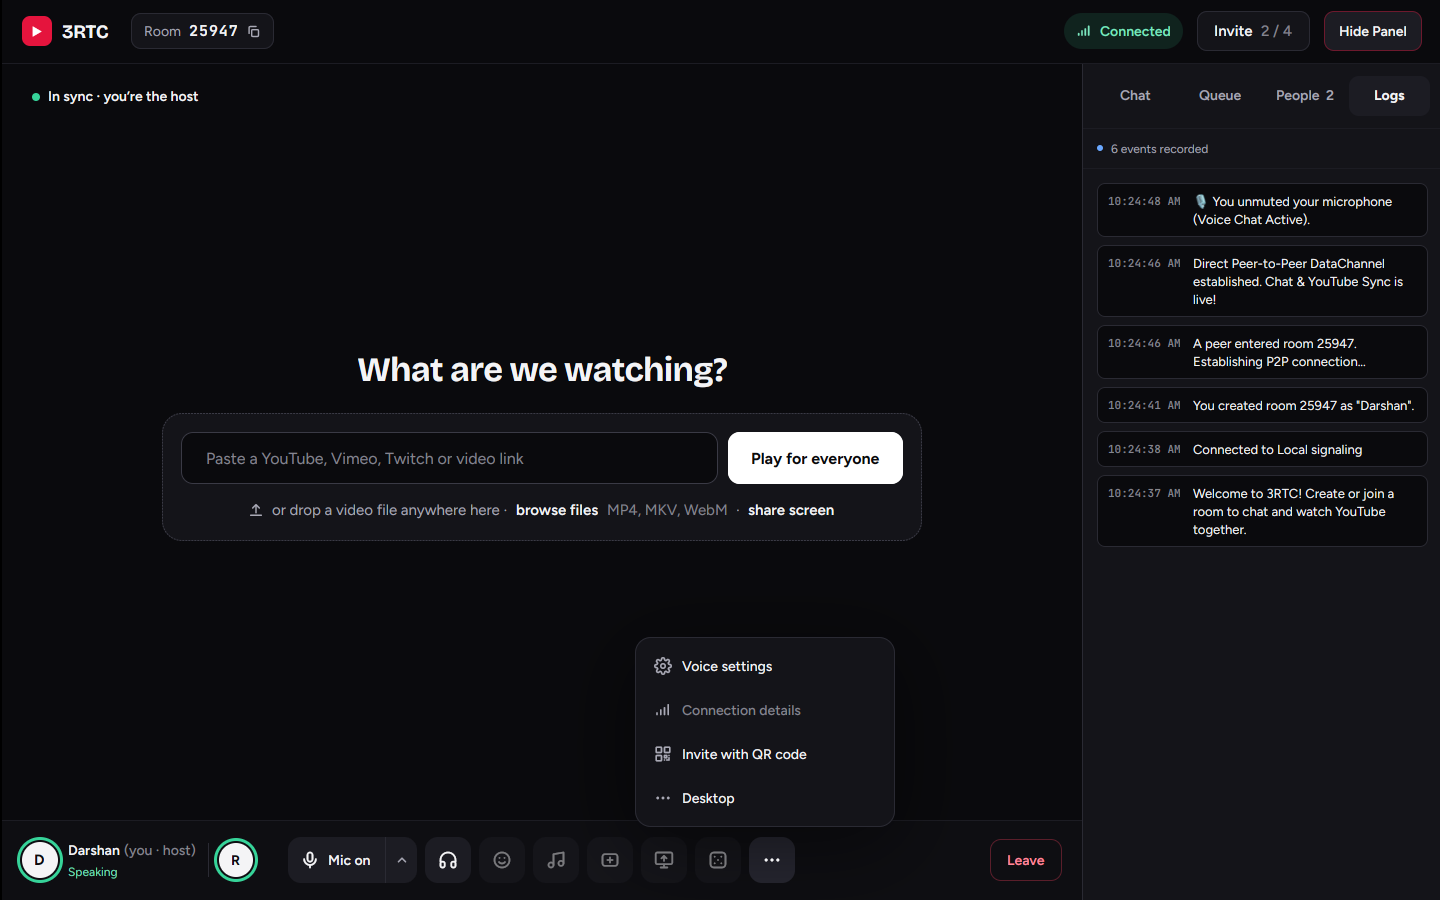 3RTC
Room 25947
Connected
Invite 2 / 4
Hide Panel
In sync · you're the host
Chat
Queue
People 2
Logs
6 events recorded
10:24:48 AM 🎙️ You unmuted your microphone
(Voice Chat Active).
10:24:46 AM Direct Peer-to-Peer DataChannel
established. Chat & YouTube Sync is
live!
10:24:46 AM A peer entered room 25947.
Establishing P2P connection...
10:24:41 AM You created room 25947 as "Darshan".
10:24:38 AM Connected to Local signaling
10:24:37 AM Welcome to 3RTC! Create or join a
room to chat and watch YouTube
together.
What are we watching?
Paste a YouTube, Vimeo, Twitch or video link
Play for everyone
or drop a video file anywhere here · browse files MP4, MKV, WebM · share screen
Voice settings
Connection details
Invite with QR code
Desktop
D
Darshan (you · host)
Speaking
R
Mic on
Leave